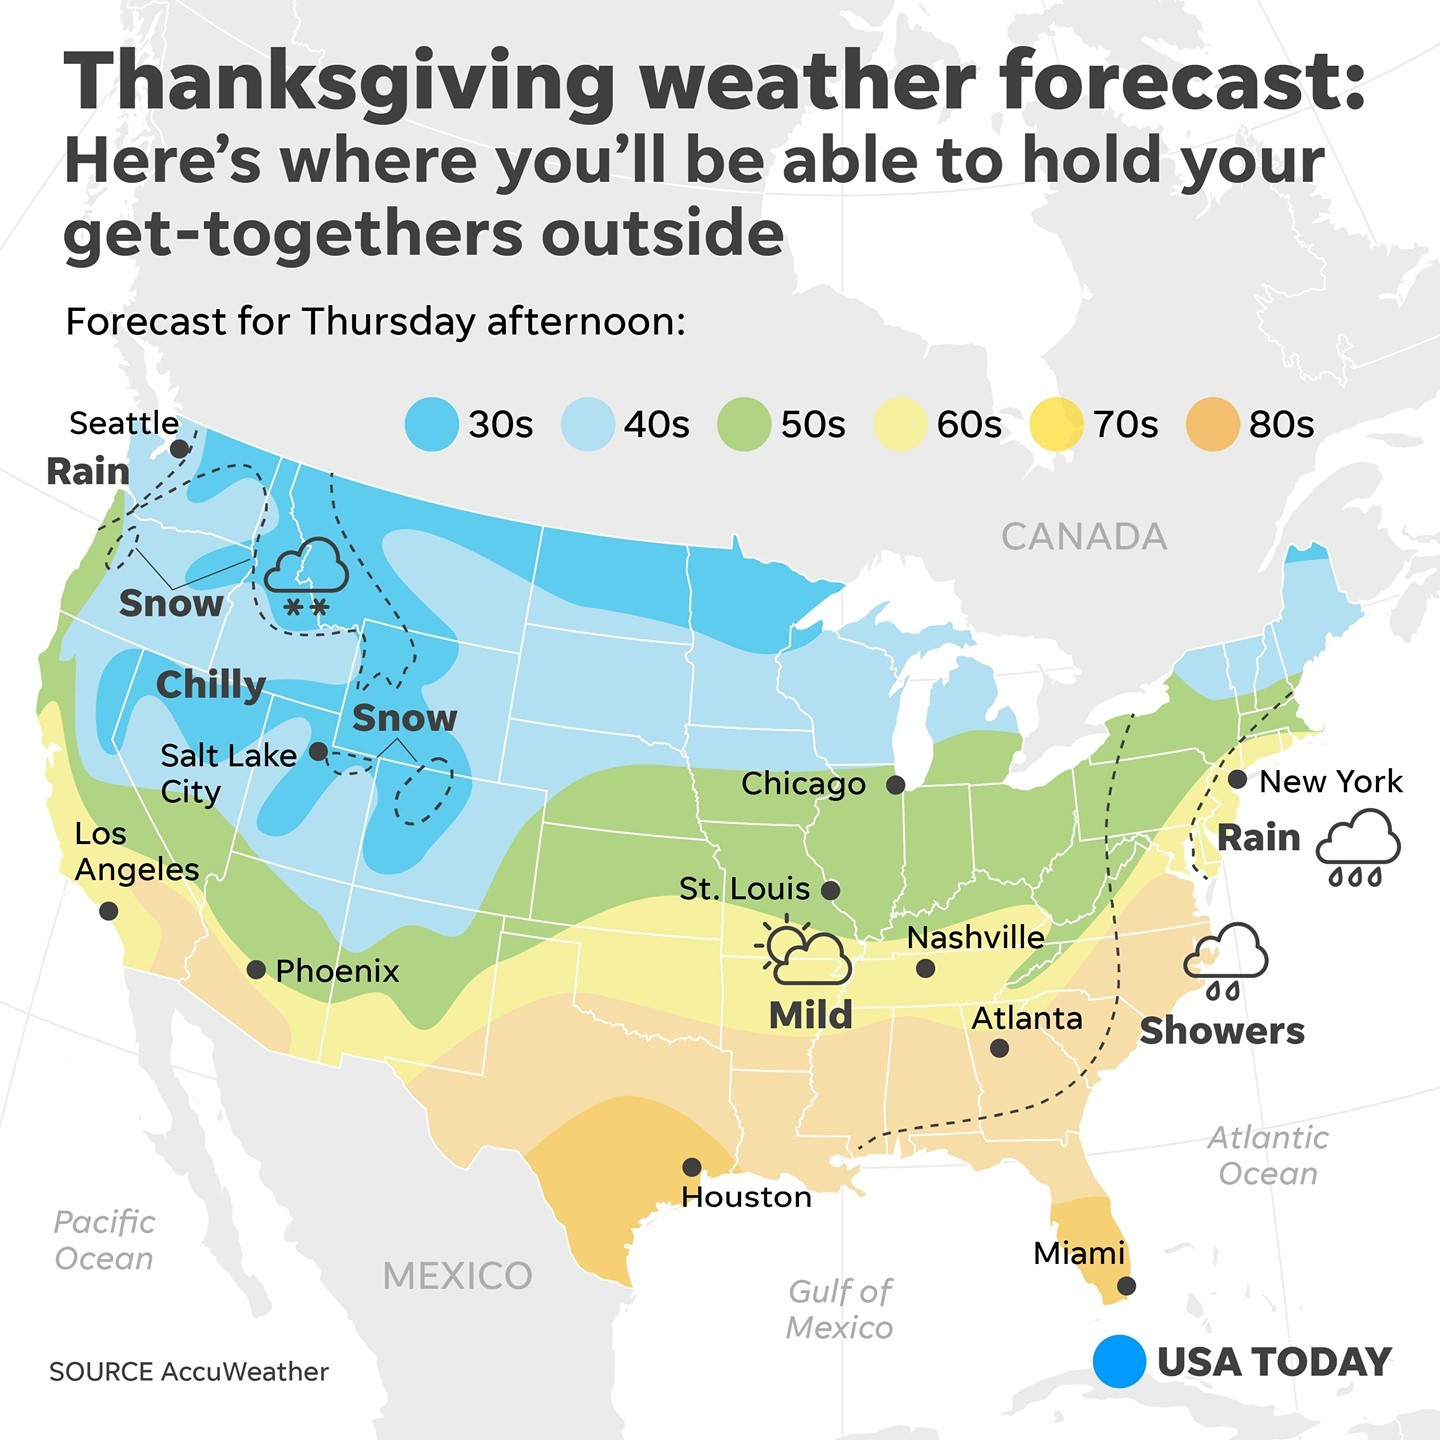 Thanksgiving weather forecast:
Here’s where you’ll be able to hold your
get-togethers outside
Forecast for Thursday afternoon:
30s
40s
50s
60s
70s
80s
Seattle
Rain
CANADA
Snow
Chilly
Snow
Salt Lake
City
Chicago
New York
Rain
Los
Angeles
St. Louis
Nashville
Phoenix
Mild
Atlanta
Showers
Atlantic
Ocean
Houston
Pacific
Ocean
Miami
MEXICO
Gulf of
Mexico
SOURCE AccuWeather
USA TODAY